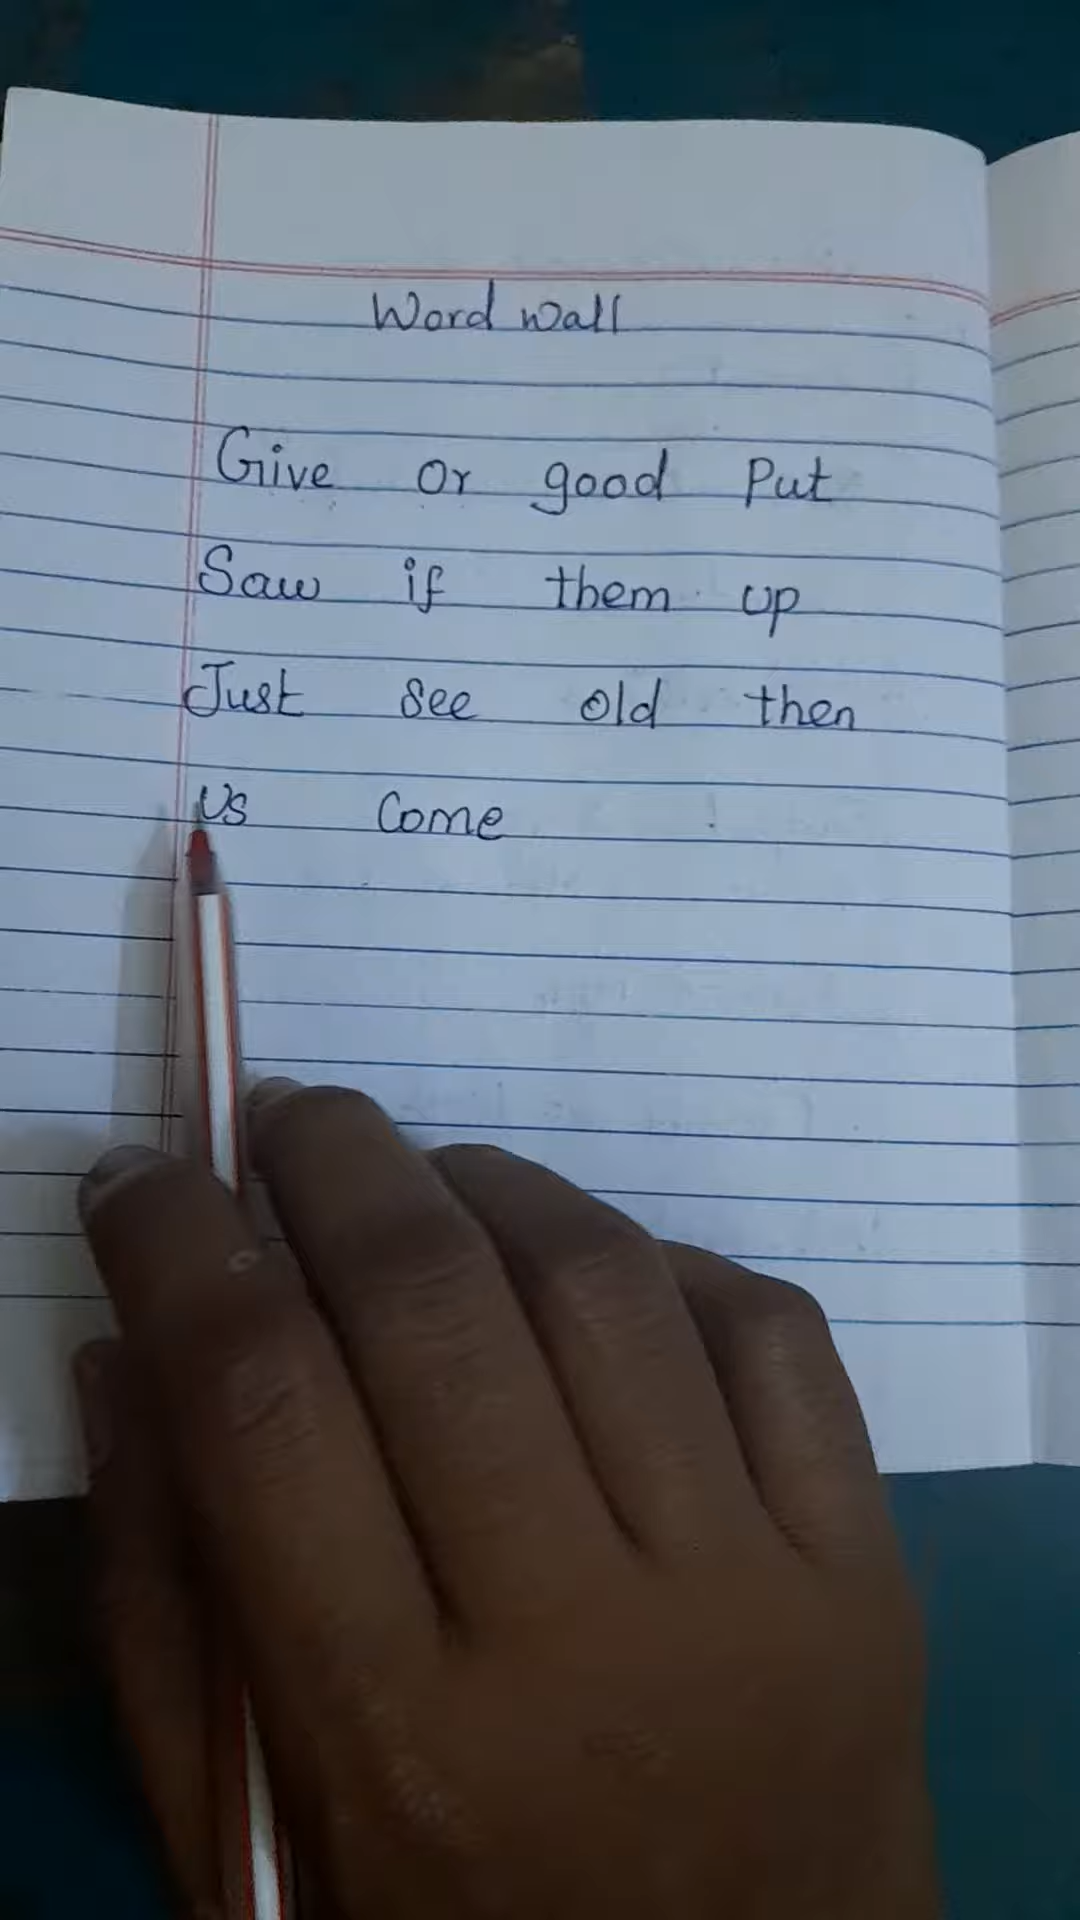 Word wall
Give or good Put
Saw if them up
Just see old then
Us Come